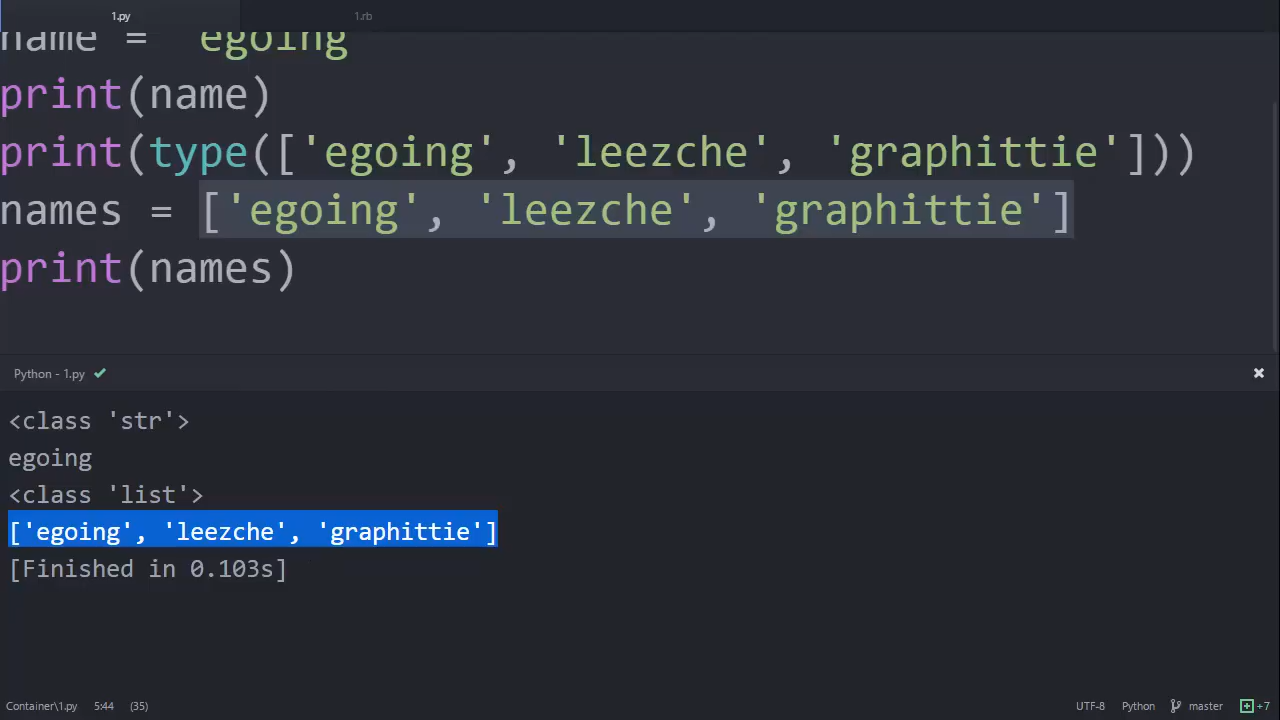 1.py 1.rb
name = egoing
print(name)
print(type(['egoing', 'leezche', 'graphittie']))
names = ['egoing', 'leezche', 'graphittie']
print(names)
Python - 1.py
<class 'str'>
egoing
<class 'list'>
['egoing', 'leezche', 'graphittie']
[Finished in 0.103s]
Container\1.py 5:44 (35) UTF-8 Python master +7